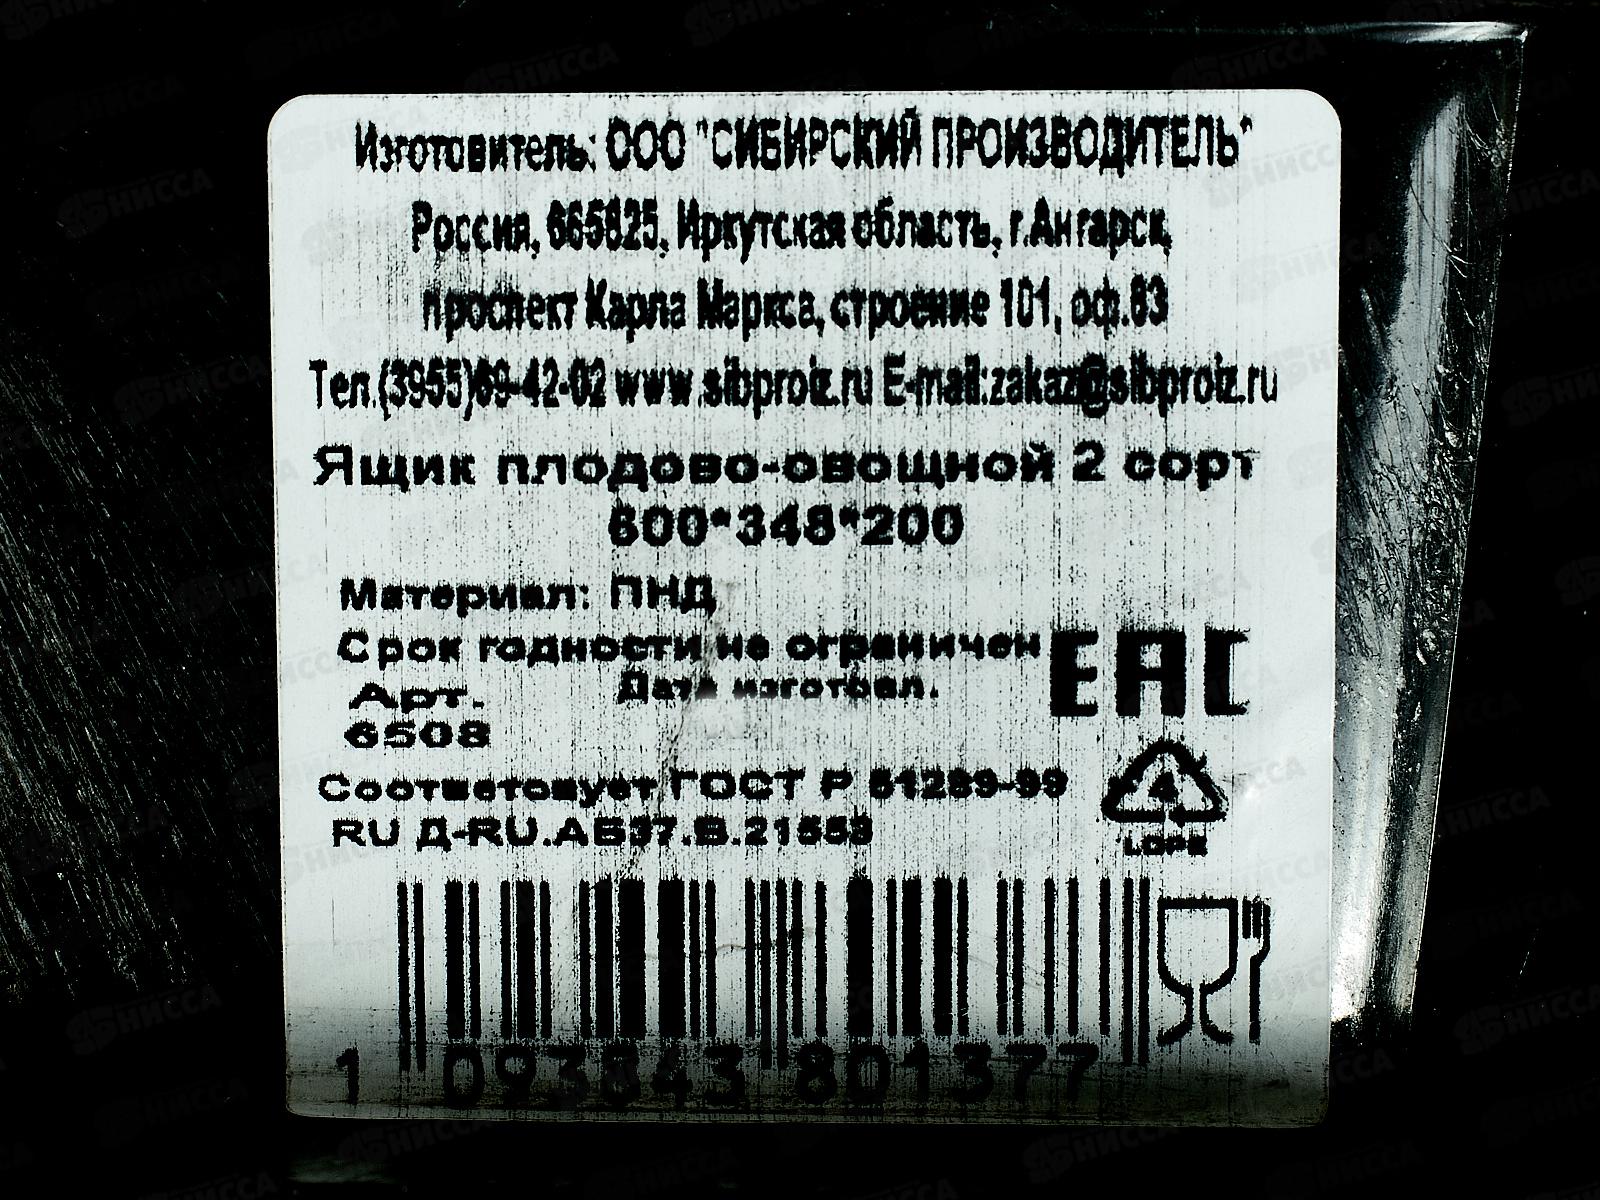 Изготовитель: ООО "СИБИРСКИЙ ПРОИЗВОДИТЕЛЬ"
Россия, 665825, Иркутская область, г.Ангарск,
проспект Карла Маркса, строение 101, оф.83
Тел.(3955)69-42-02 www.sibproiz.ru E-mail:zakaz@sibproiz.ru
Ящик плодово-овощной 2 сорт
600*348*200
Материал: ПНД
Срок годности не ограничен
EAC
Дата изготовл.
Арт.
6508
Соответсвует ГОСТ Р 51289-99
4
RU Д-RU.АБ37.В.21553
LDPE
1 093843 801377
НИССА